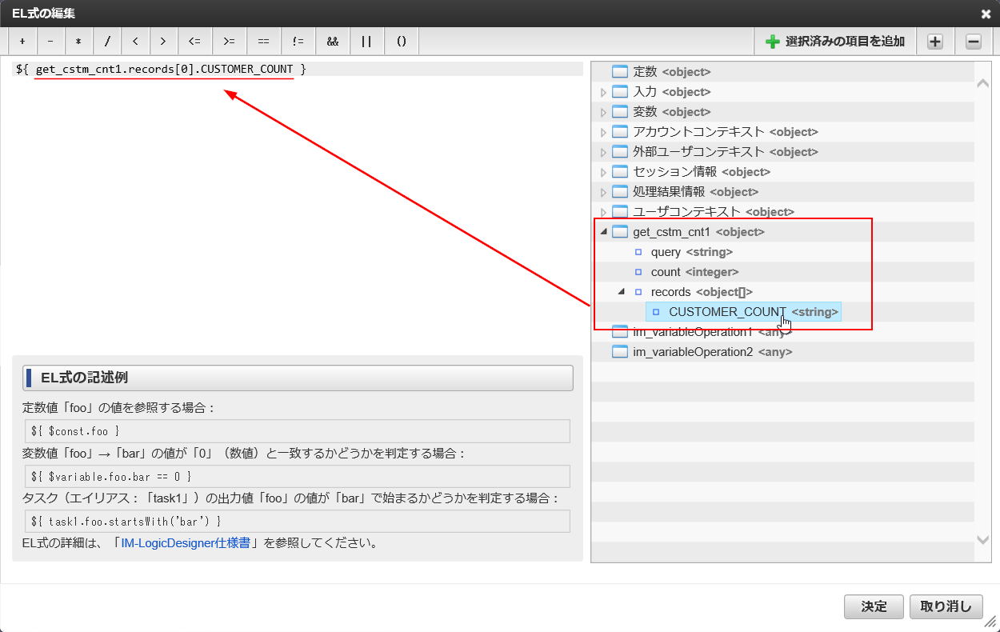 EL式の編集
+ - * / < > <= >= == != && || ()
選択済みの項目を追加
${ get_cstm_cnt1.records[0].CUSTOMER_COUNT }
定数 <object>
入力 <object>
変数 <object>
アカウントコンテキスト <object>
外部ユーザコンテキスト <object>
セッション情報 <object>
処理結果情報 <object>
ユーザコンテキスト <object>
get_cstm_cnt1 <object>
query <string>
count <integer>
records <object[]>
CUSTOMER_COUNT <string>
im_variableOperation1 <any>
im_variableOperation2 <any>
EL式の記述例
定数値「foo」の値を参照する場合：
${ $const.foo }
変数値「foo」→「bar」の値が「0」（数値）と一致するかどうかを判定する場合：
${ $variable.foo.bar == 0 }
タスク（エイリアス：「task1」）の出力値「foo」の値が「bar」で始まるかどうかを判定する場合：
${ task1.foo.startsWith('bar') }
EL式の詳細は、「IM-LogicDesigner仕様書」を参照してください。
決定
取り消し